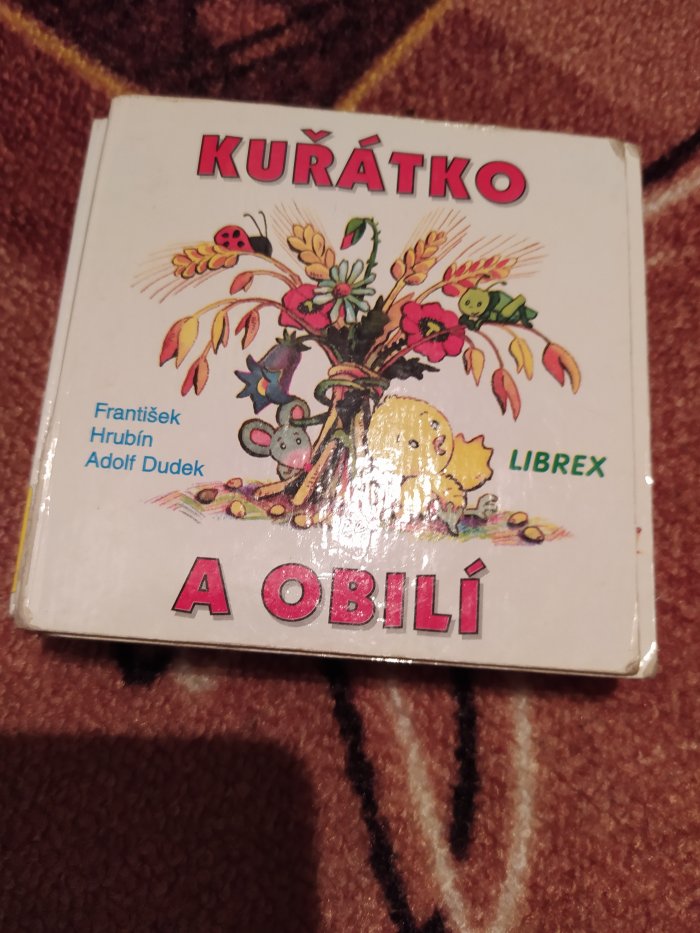 KUŘÁTKO
František
Hrubín
Adolf Dudek
LIBREX
A OBILÍ